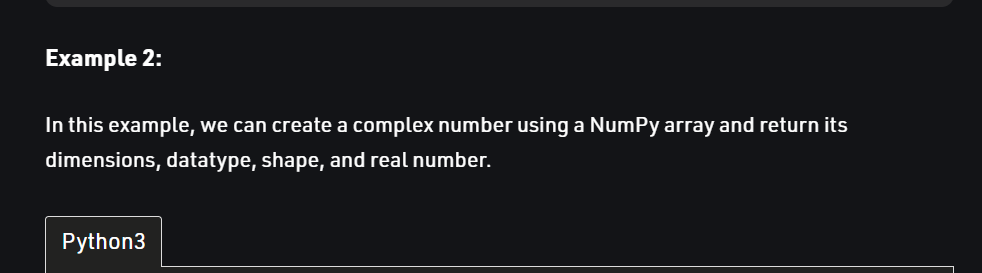 Example 2:
In this example, we can create a complex number using a NumPy array and return its
dimensions, datatype, shape, and real number.
Python3